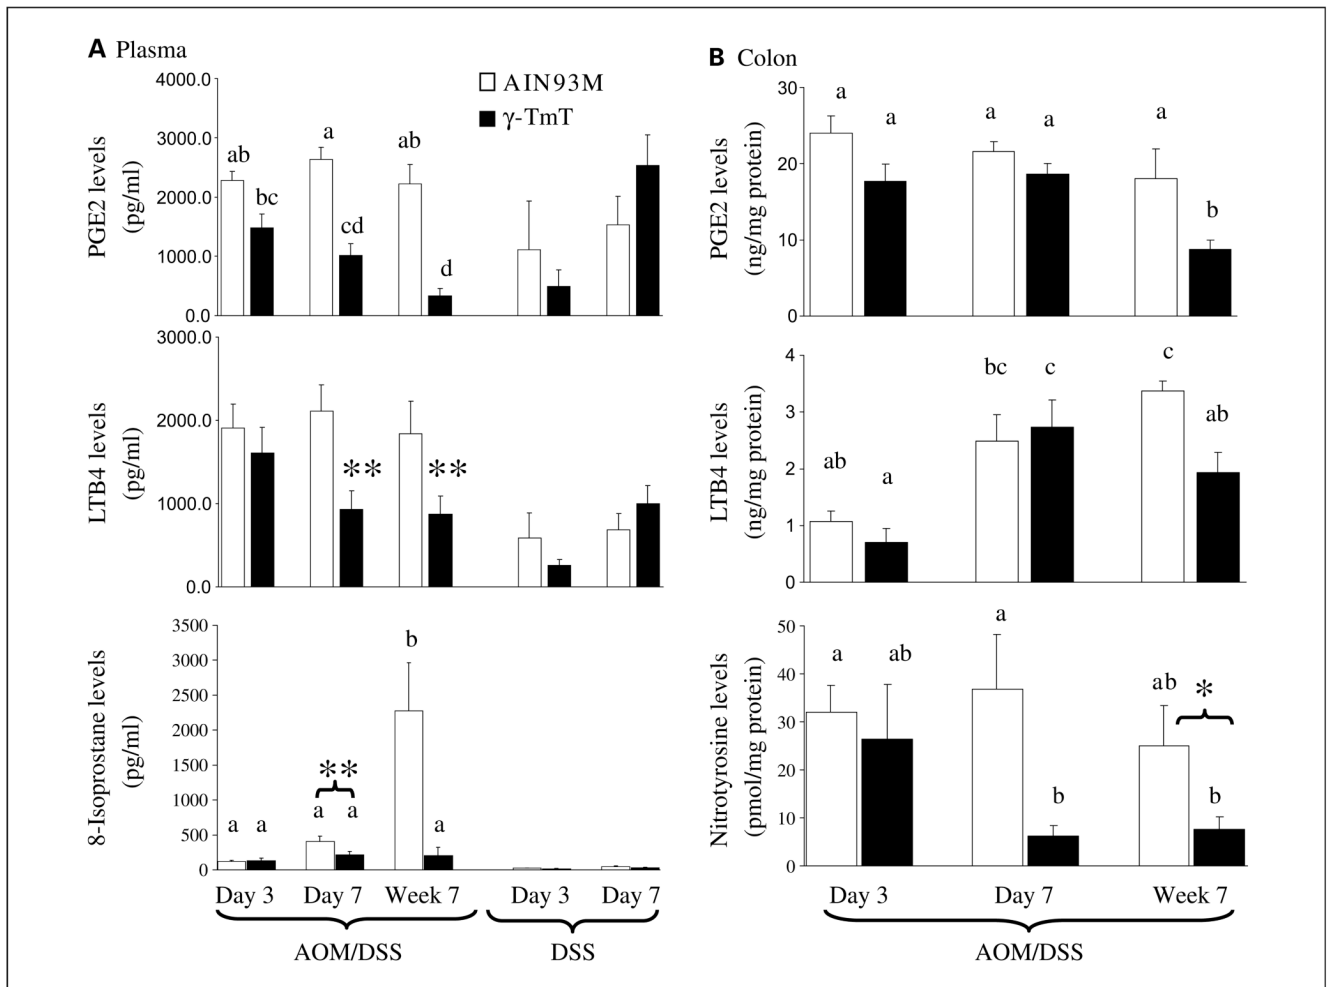 A Plasma
AIN93M
γ-TmT
PGE2 levels
(pg/ml)
4000.0
3000.0
2000.0
1000.0
0.0
ab
bc
a
cd
ab
d
LTB4 levels
(pg/ml)
3000.0
2000.0
1000.0
0.0
**
**
8-Isoprostane levels
(pg/ml)
3500
3000
2500
2000
1500
1000
500
0
a
a
**
a
a
b
a
Day 3
Day 7
Week 7
Day 3
Day 7
AOM/DSS
DSS
B Colon
PGE2 levels
(ng/mg protein)
30
20
10
0
a
a
a
a
a
b
LTB4 levels
(ng/mg protein)
4
3
2
1
0
ab
a
bc
c
c
ab
Nitrotyrosine levels
(pmol/mg protein)
50
40
30
20
10
0
a
ab
a
b
ab
*
b
Day 3
Day 7
Week 7
AOM/DSS